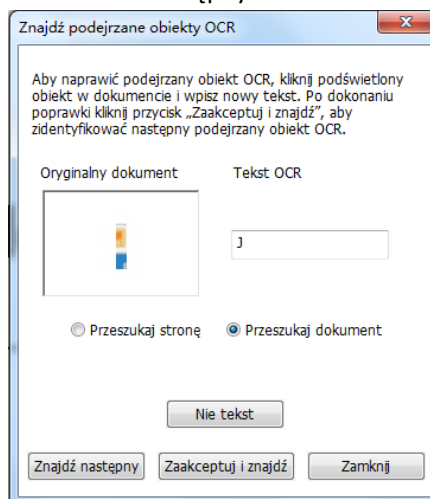 Znajdź podejrzane obiekty OCR
Aby naprawić podejrzany obiekt OCR, kliknij podświetlony
obiekt w dokumencie i wpisz nowy tekst. Po dokonaniu
poprawki kliknij przycisk „Zaakceptuj i znajdź”, aby
zidentyfikować następny podejrzany obiekt OCR.
Oryginalny dokument Tekst OCR
J
Przeszukaj stronę Przeszukaj dokument
Nie tekst
Znajdź następny Zaakceptuj i znajdź Zamknij